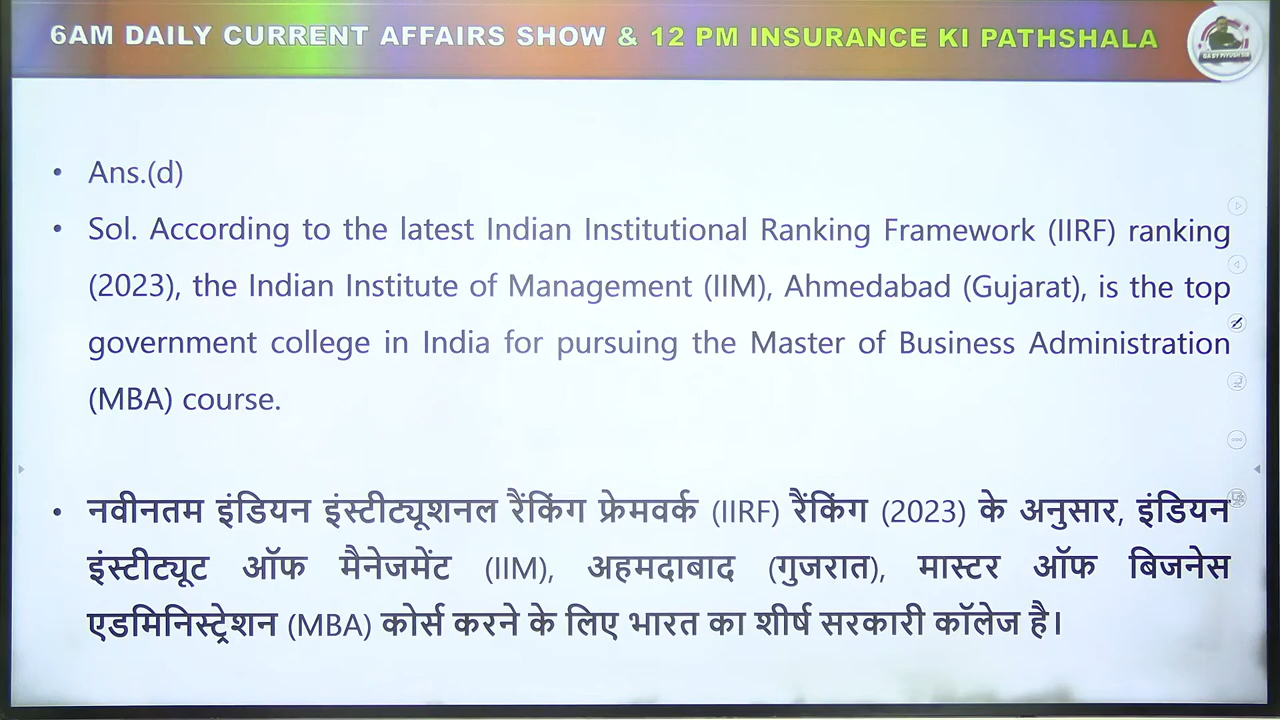 6AM DAILY CURRENT AFFAIRS SHOW & 12 PM INSURANCE KI PATHSHALA
• Ans.(d)
• Sol. According to the latest Indian Institutional Ranking Framework (IIRF) ranking
(2023), the Indian Institute of Management (IIM), Ahmedabad (Gujarat), is the top
government college in India for pursuing the Master of Business Administration
(MBA) course.
• नवीनतम इंडियन इंस्टीट्यूशनल रैंकिंग फ्रेमवर्क (IIRF) रैंकिंग (2023) के अनुसार, इंडियन
इंस्टीट्यूट ऑफ मैनेजमेंट (IIM), अहमदाबाद (गुजरात), मास्टर ऑफ बिजनेस
एडमिनिस्ट्रेशन (MBA) कोर्स करने के लिए भारत का शीर्ष सरकारी कॉलेज है।